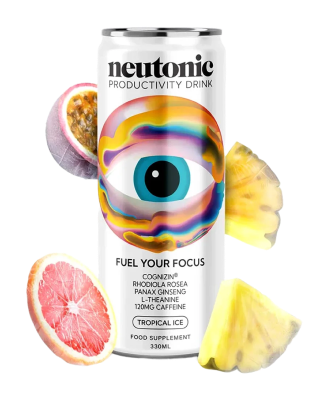 neutonic
PRODUCTIVITY DRINK
FUEL YOUR FOCUS
COGNIZIN®
RHODIOLA ROSEA
PANAX GINSENG
L-THEANINE
120MG CAFFEINE
TROPICAL ICE
FOOD SUPPLEMENT
330ML